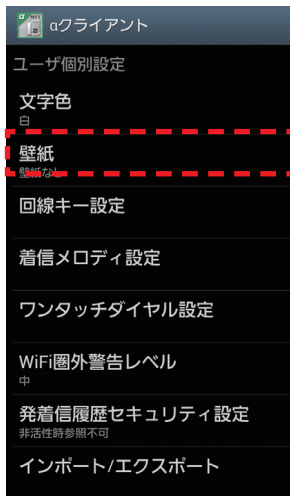 αクライアント
ユーザ個別設定
文字色
白
壁紙
壁紙なし
回線キー設定
着信メロディ設定
ワンタッチダイヤル設定
WiFi圏外警告レベル
中
発着信履歴セキュリティ設定
非活性時参照不可
インポート/エクスポート